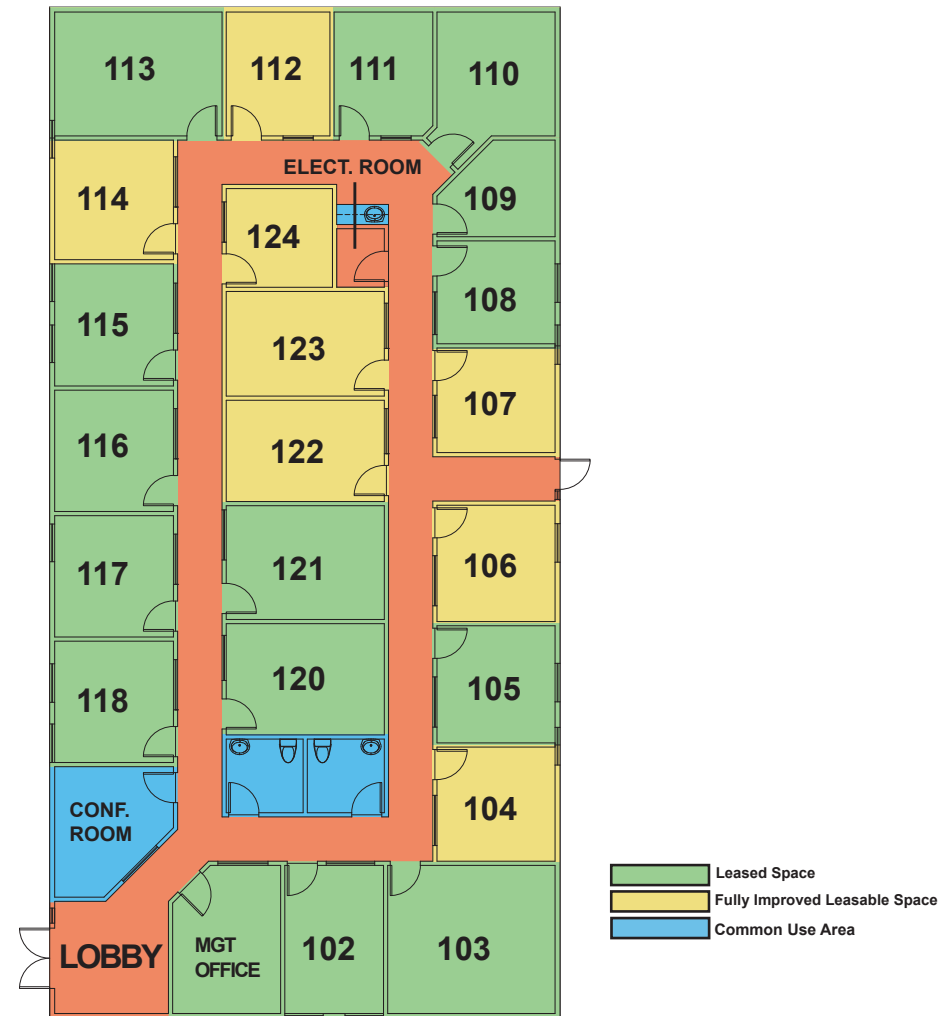 113
112
111
110
ELECT. ROOM
114
109
124
108
115
123
107
116
122
106
117
121
105
118
120
104
CONF.
ROOM
Leased Space
Fully Improved Leasable Space
Common Use Area
LOBBY
MGT
OFFICE
102
103